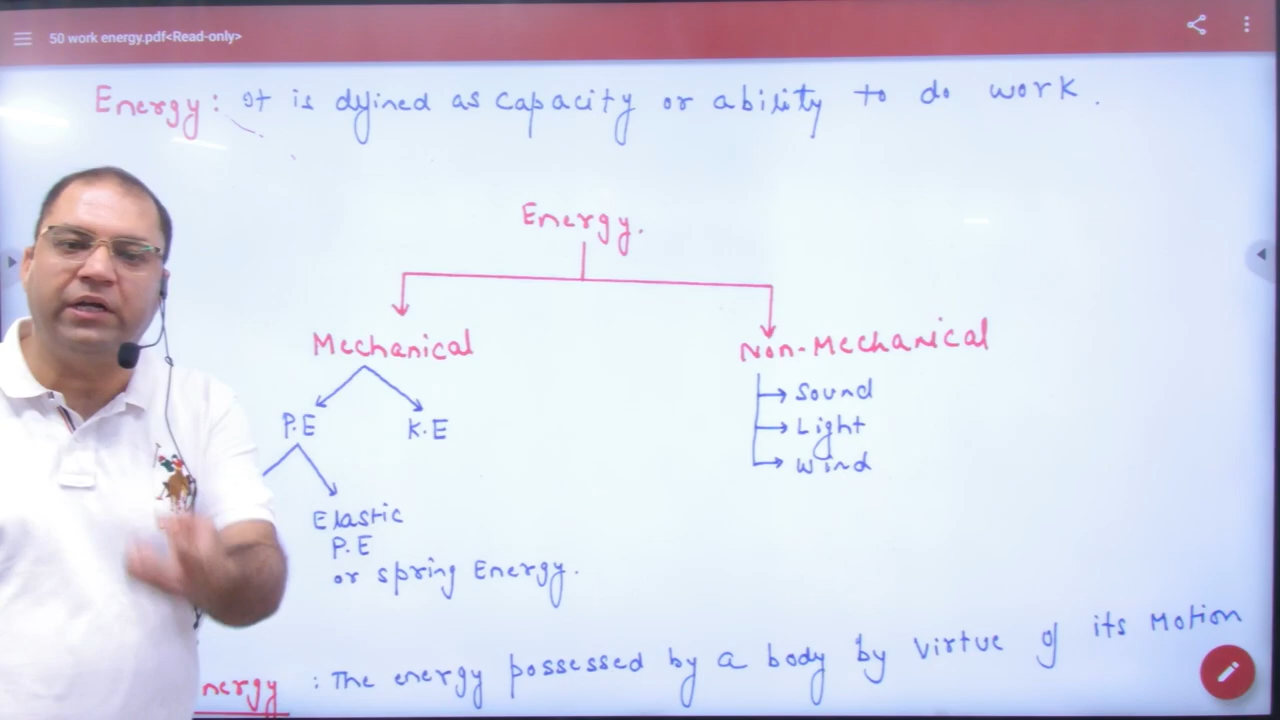 50 work energy.pdf<Read-only>
Energy: It is defined as capacity or ability to do work.
Energy.
Mechanical
Non-Mechanical
P.E
K.E
Sound
Light
Wind
Elastic
P.E
or spring Energy.
nergy : The energy possessed by a body by virtue of its Motion